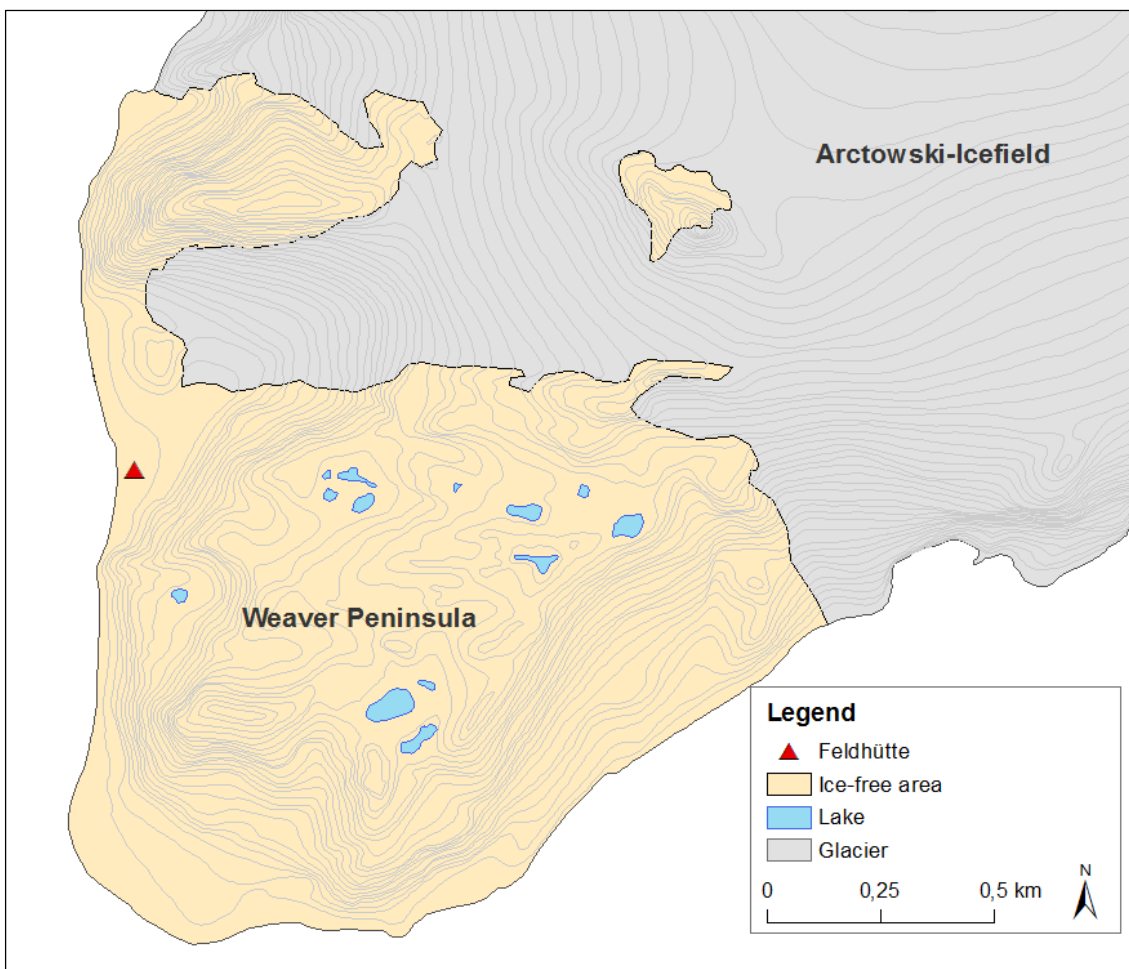 Arctowski-Icefield
Weaver Peninsula
Legend
Feldhütte
Ice-free area
Lake
Glacier
N
0 0,25 0,5 km